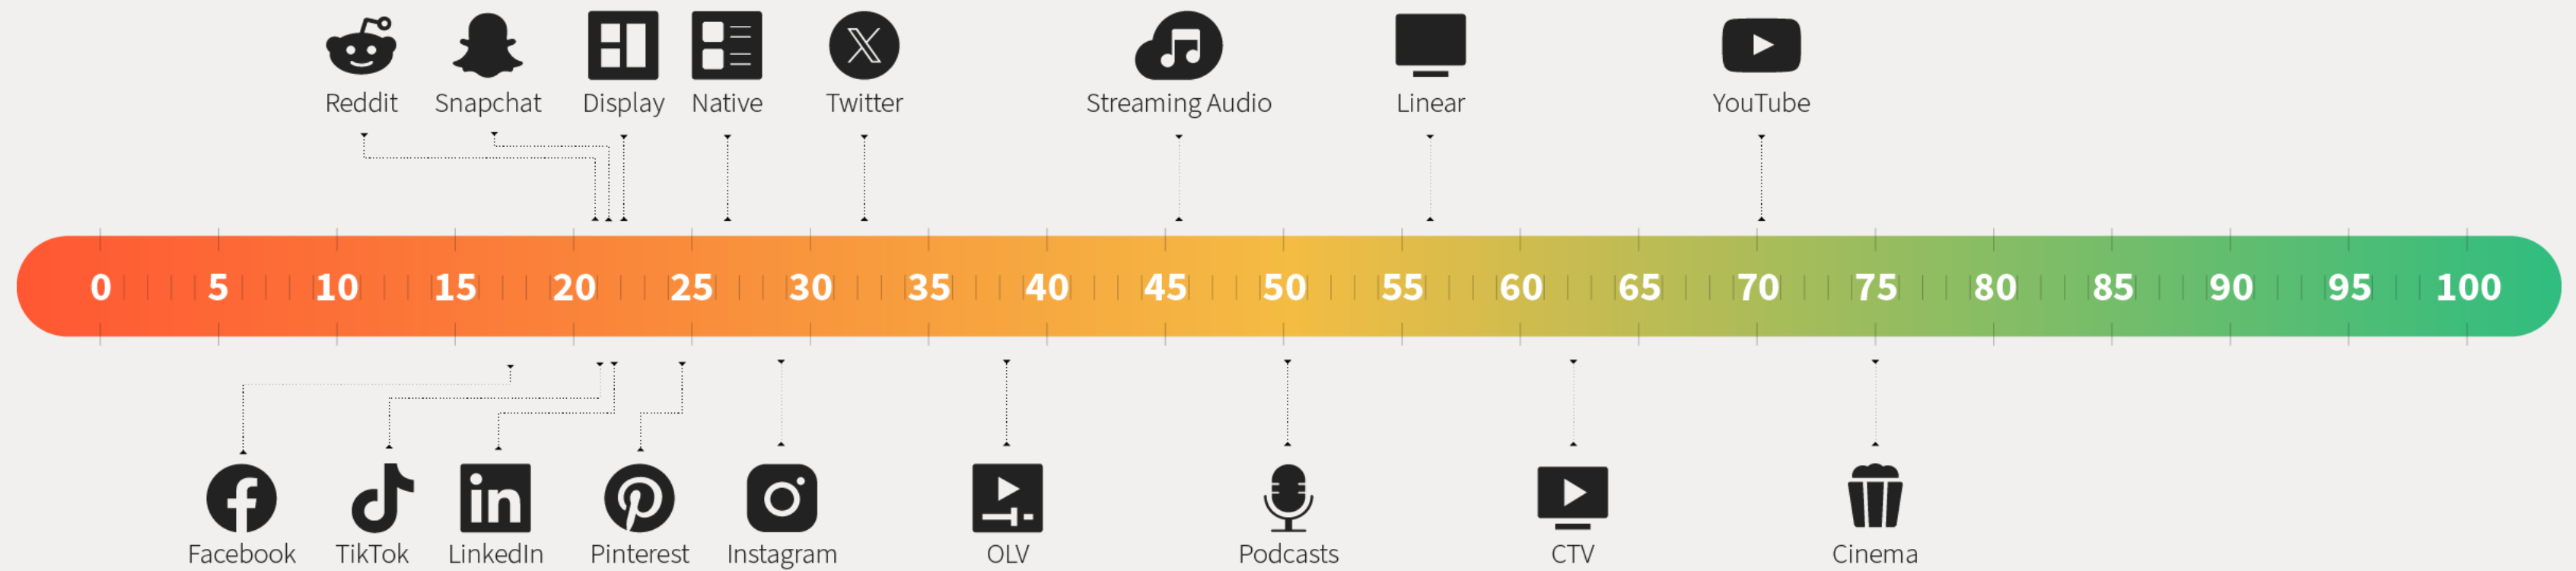 Reddit Snapchat Display Native Twitter Streaming Audio Linear YouTube
0 5 10 15 20 25 30 35 40 45 50 55 60 65 70 75 80 85 90 95 100
Facebook TikTok LinkedIn Pinterest Instagram OLV Podcasts CTV Cinema